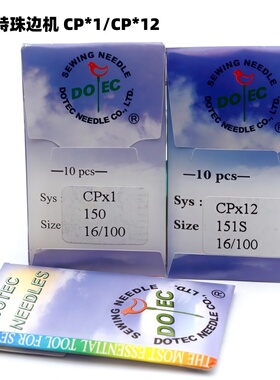 特珠边机 CP*1/CP*12
SEWING NEEDLE
DOTEC
DOTEC NEEDLE CO., LTD.
®
10 pcs
Sys : CPx1
150
Size 16/100
SEWING NEEDLE
DOTEC
DOTEC NEEDLE CO., LTD.
®
10 pcs
Sys : CPx12
151S
Size 16/100
DOTEC
NEEDLES
SEWING NEEDLE
DOTEC
®
THE MOST ESSENTIAL TOOL FOR SE